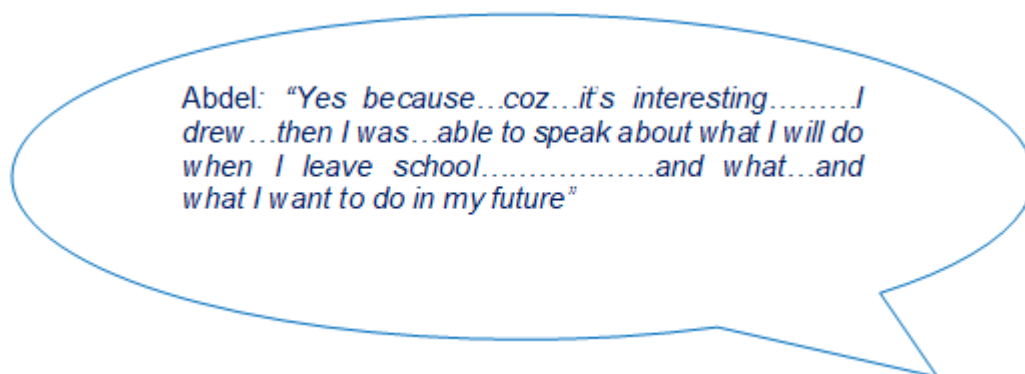 Abdel: “Yes because…coz…it’s interesting………I
drew…then I was…able to speak about what I will do
when I leave school………………and what…and
what I want to do in my future”